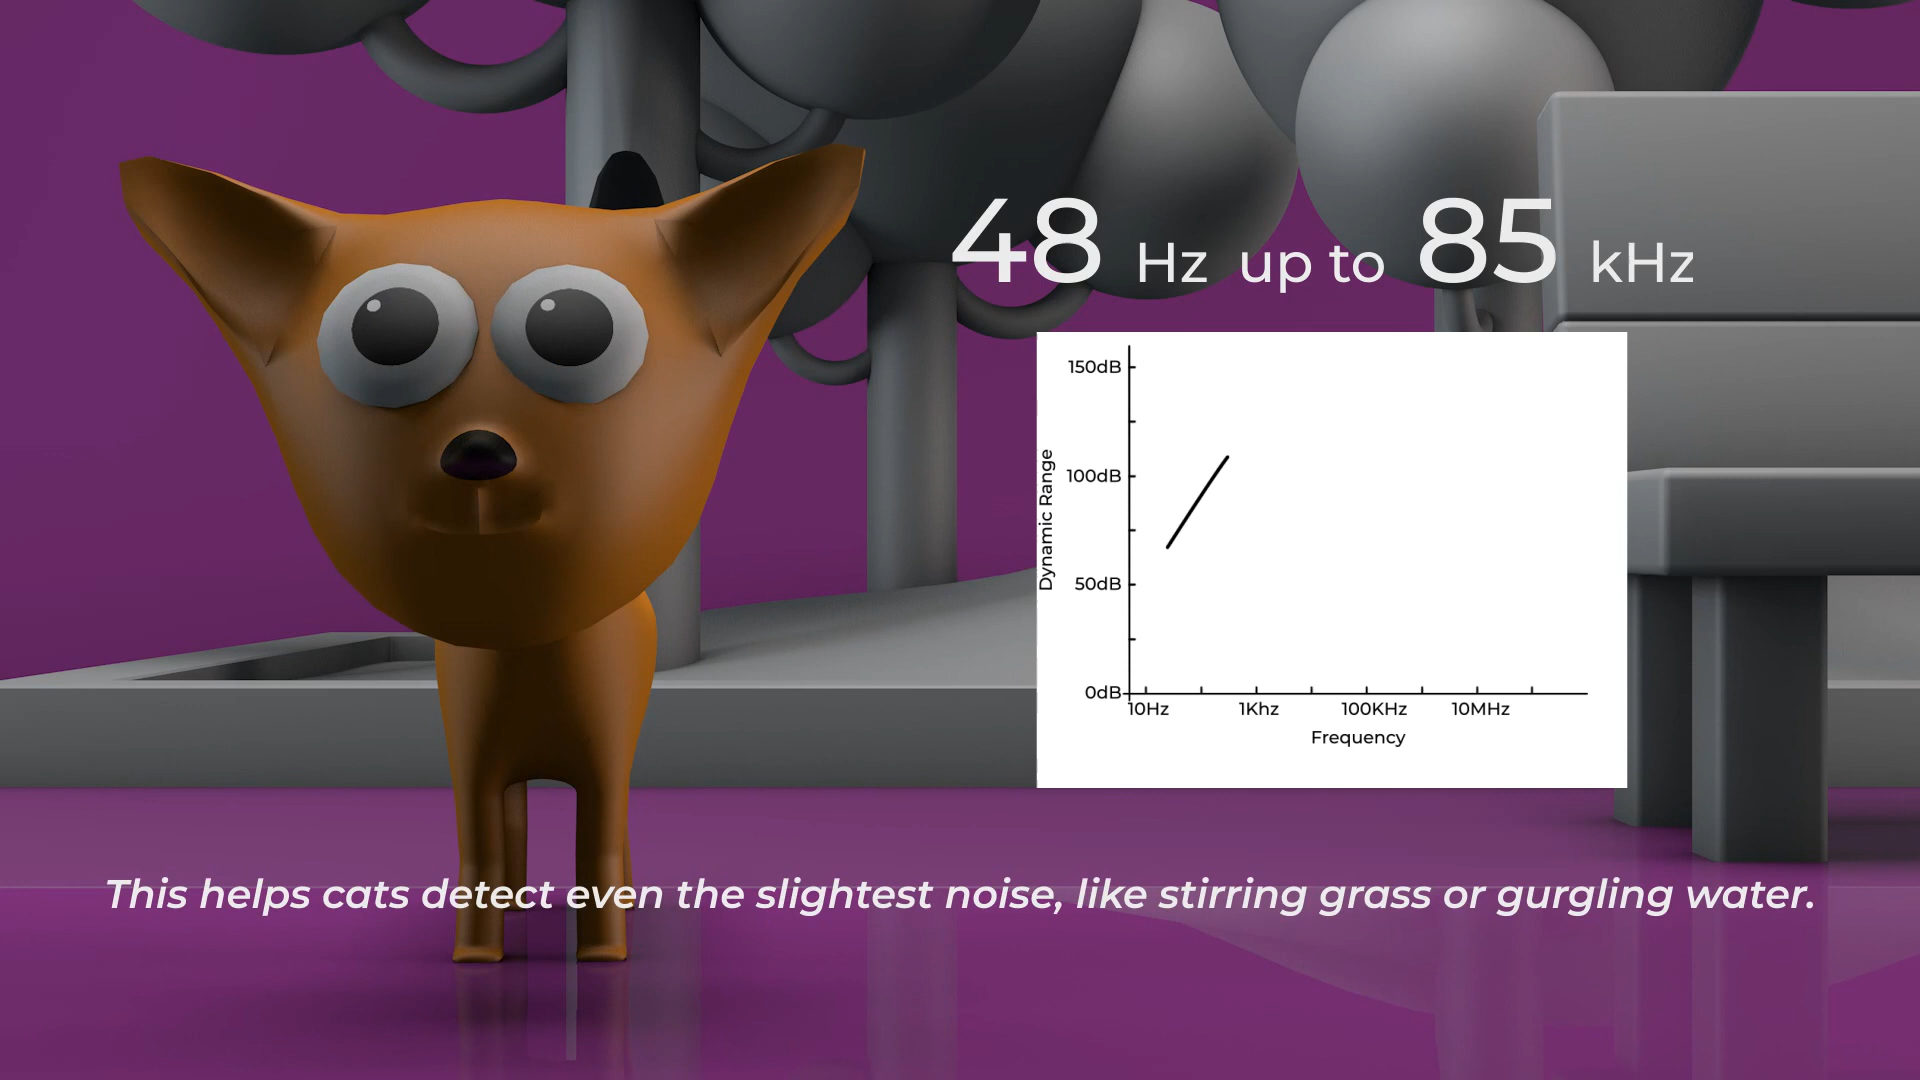 48 Hz up to 85 kHz
150dB
100dB
50dB
0dB
Dynamic Range
10Hz 1Khz 100KHz 10MHz
Frequency
This helps cats detect even the slightest noise, like stirring grass or gurgling water.